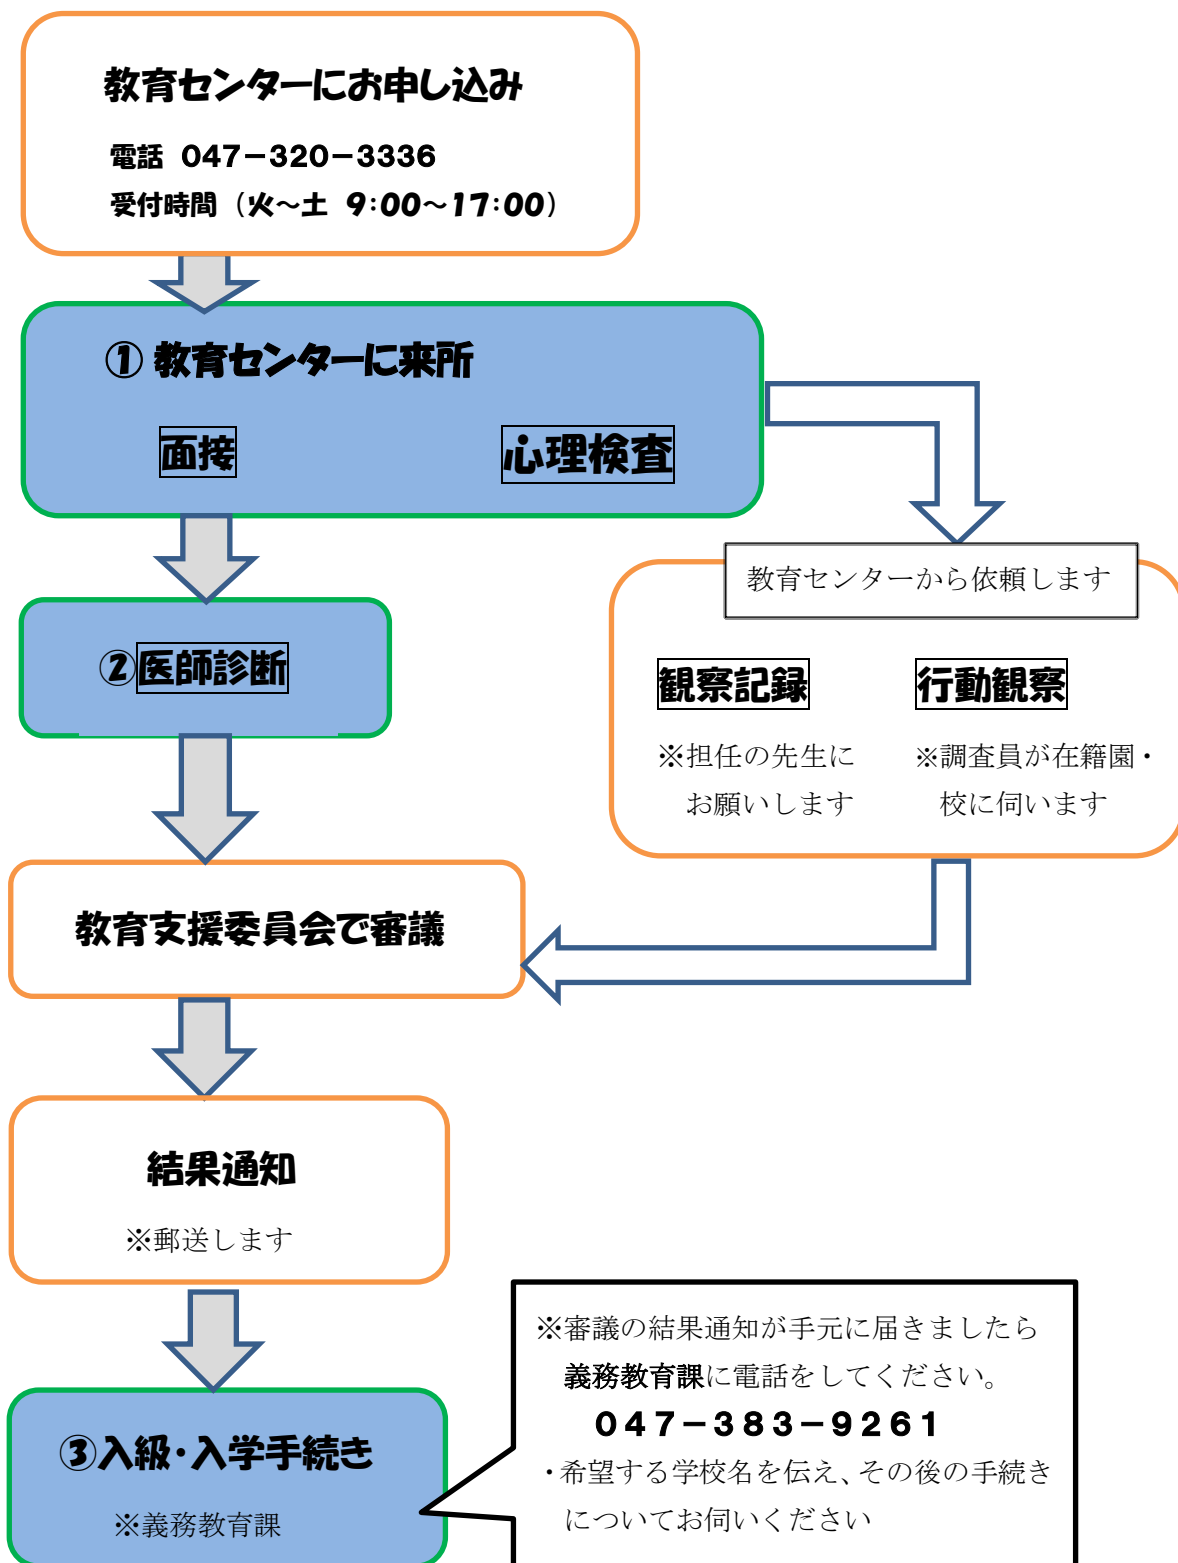 教育センターにお申し込み
電話 047－320－3336
受付時間（火～土 9:00～17:00）
① 教育センターに来所
面接
心理検査
教育センターから依頼します
②医師診断
観察記録
行動観察
※担任の先生に
お願いします
※調査員が在籍園・
校に伺います
教育支援委員会で審議
結果通知
※郵送します
③入級・入学手続き
※義務教育課
※審議の結果通知が手元に届きましたら
義務教育課に電話をしてください。
０４７－３８３－９２６１
・希望する学校名を伝え、その後の手続き
についてお伺いください